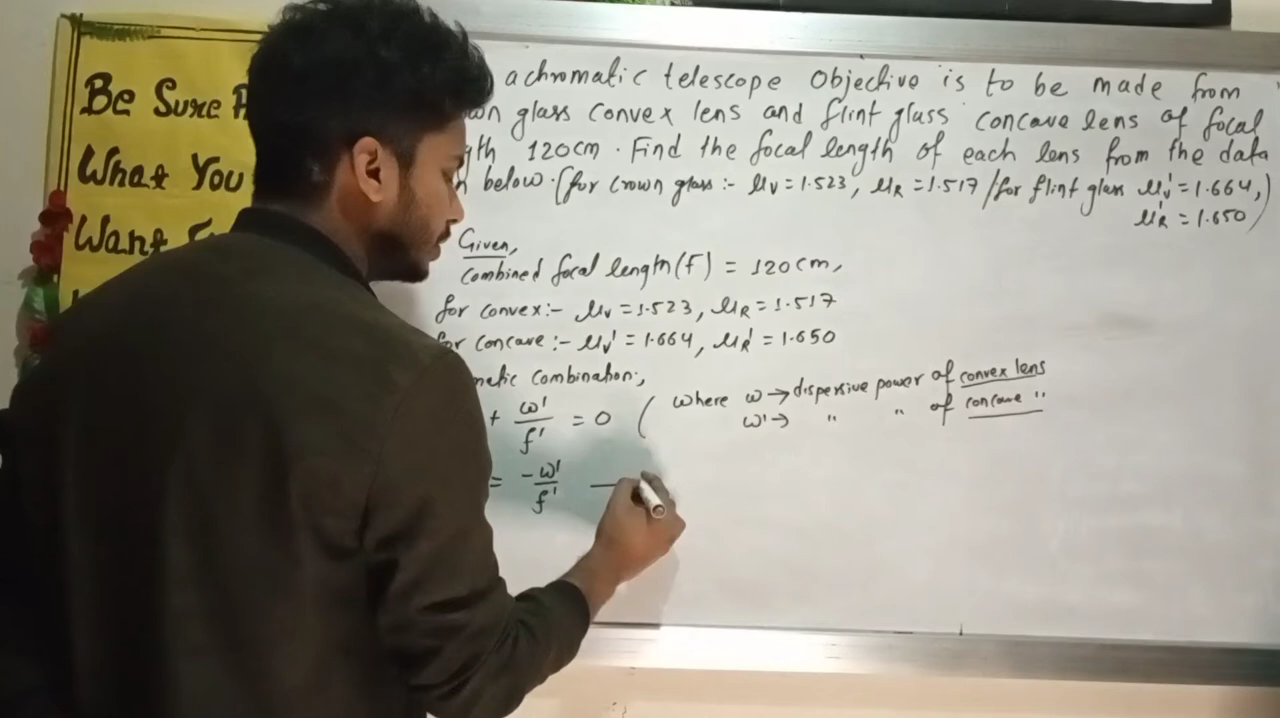 Be Sure
What You
Want
achromatic telescope Objective is to be made from
wn glass convex lens and flint glass concave lens of focal
gth 120cm. Find the focal length of each lens from the data
n below. (for Crown glass :- μv = 1.523, μR = 1.517 / for flint glass μv' = 1.664,
μR' = 1.650)
Given,
Combined focal length (F) = 120cm,
for convex :- μv = 1.523, μR = 1.517
for concave :- μv' = 1.664, μR' = 1.650
matic Combination:,
+ ω'/f' = 0 ( where ω → dispersive power of convex lens
ω' → " " of concave "
= -ω'/f' —